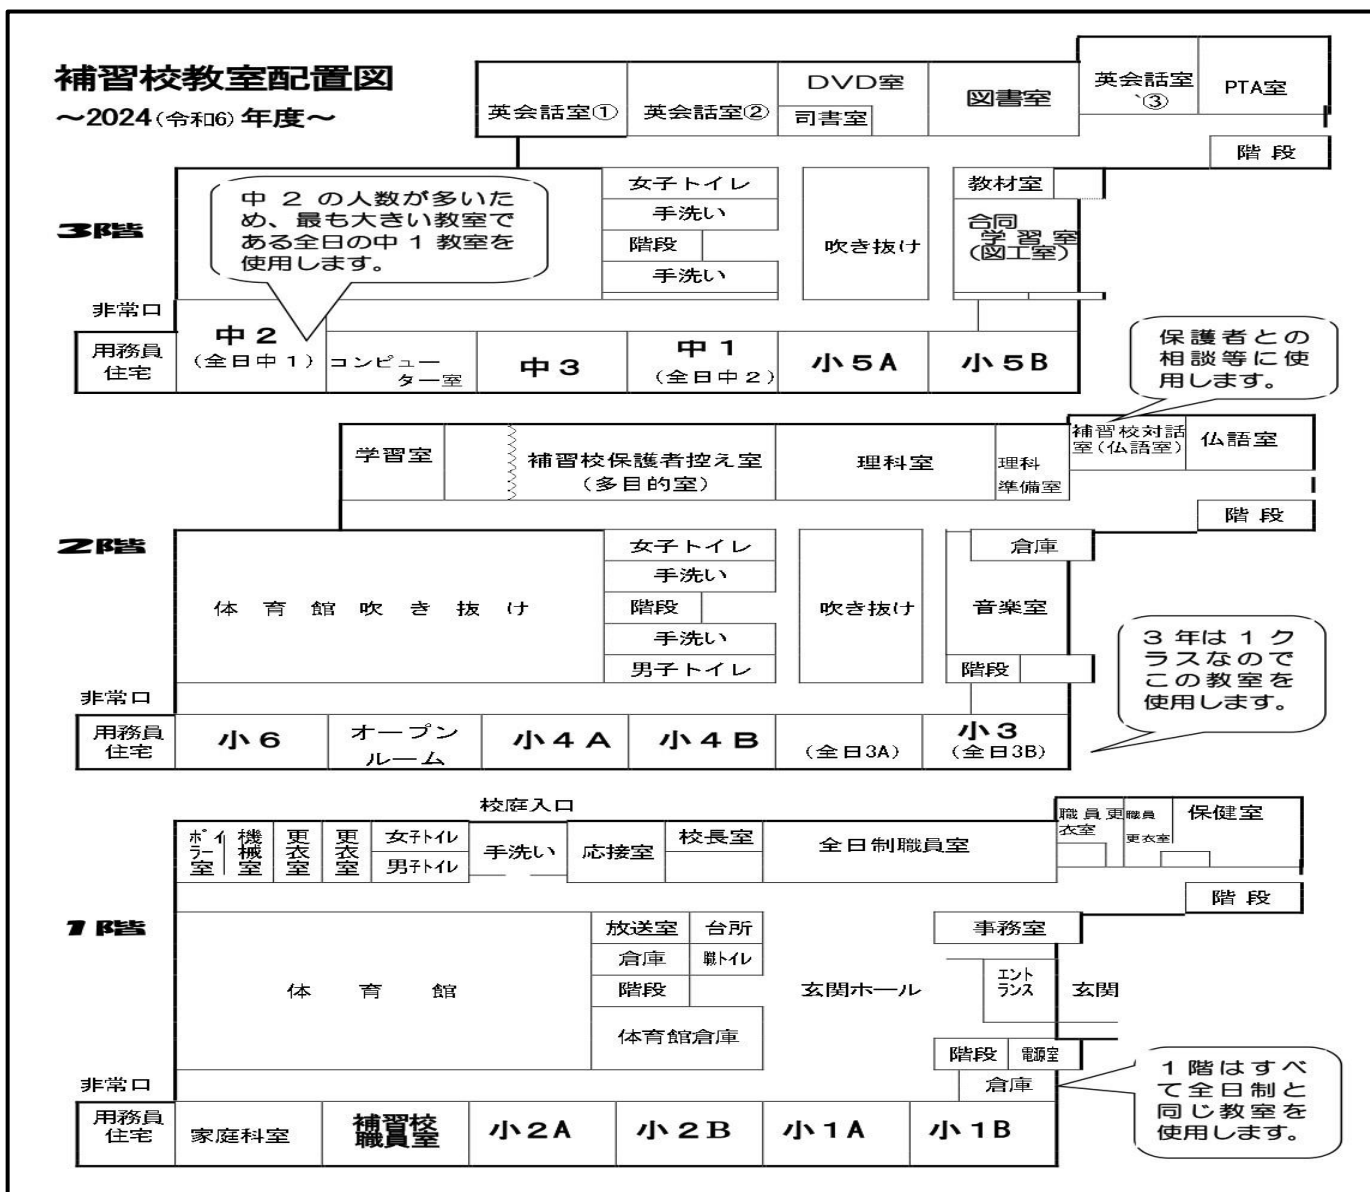 補習校教室配置図
～2024(令和6)年度～
英会話室①
英会話室②
DVD室
司書室
図書室
英会話室
③
PTA室
階段
3階
中2の人数が多いた
め、最も大きい教室で
ある全日の中1教室を
使用します。
女子トイレ
手洗い
階段
手洗い
吹き抜け
教材室
合同
学習室
(図工室)
非常口
用務員
住宅
中2
(全日中1)
コンピュー
ター室
中3
中1
(全日中2)
小5A
小5B
保護者との
相談等に使
用します。
学習室
補習校保護者控え室
(多目的室)
理科室
理科
準備室
補習校対話
室(仏語室)
仏語室
階段
2階
体育館吹き抜け
女子トイレ
手洗い
階段
手洗い
男子トイレ
吹き抜け
倉庫
音楽室
階段
3年は1ク
ラスなので
この教室を
使用します。
非常口
用務員
住宅
小6
オープン
ルーム
小4A
小4B
(全日3A)
小3
(全日3B)
校庭入口
ボイ
ラー
室
機
械
室
更
衣
室
更
衣
室
女子トイレ
男子トイレ
手洗い
応接室
校長室
全日制職員室
職員更
衣室
職員
更衣室
保健室
階段
1階
体育館
放送室
台所
倉庫
職トイレ
階段
体育館倉庫
玄関ホール
事務室
エント
ランス
玄関
階段
電源室
倉庫
1階はすべ
て全日制と
同じ教室を
使用します。
非常口
用務員
住宅
家庭科室
補習校
職員室
小2A
小2B
小1A
小1B